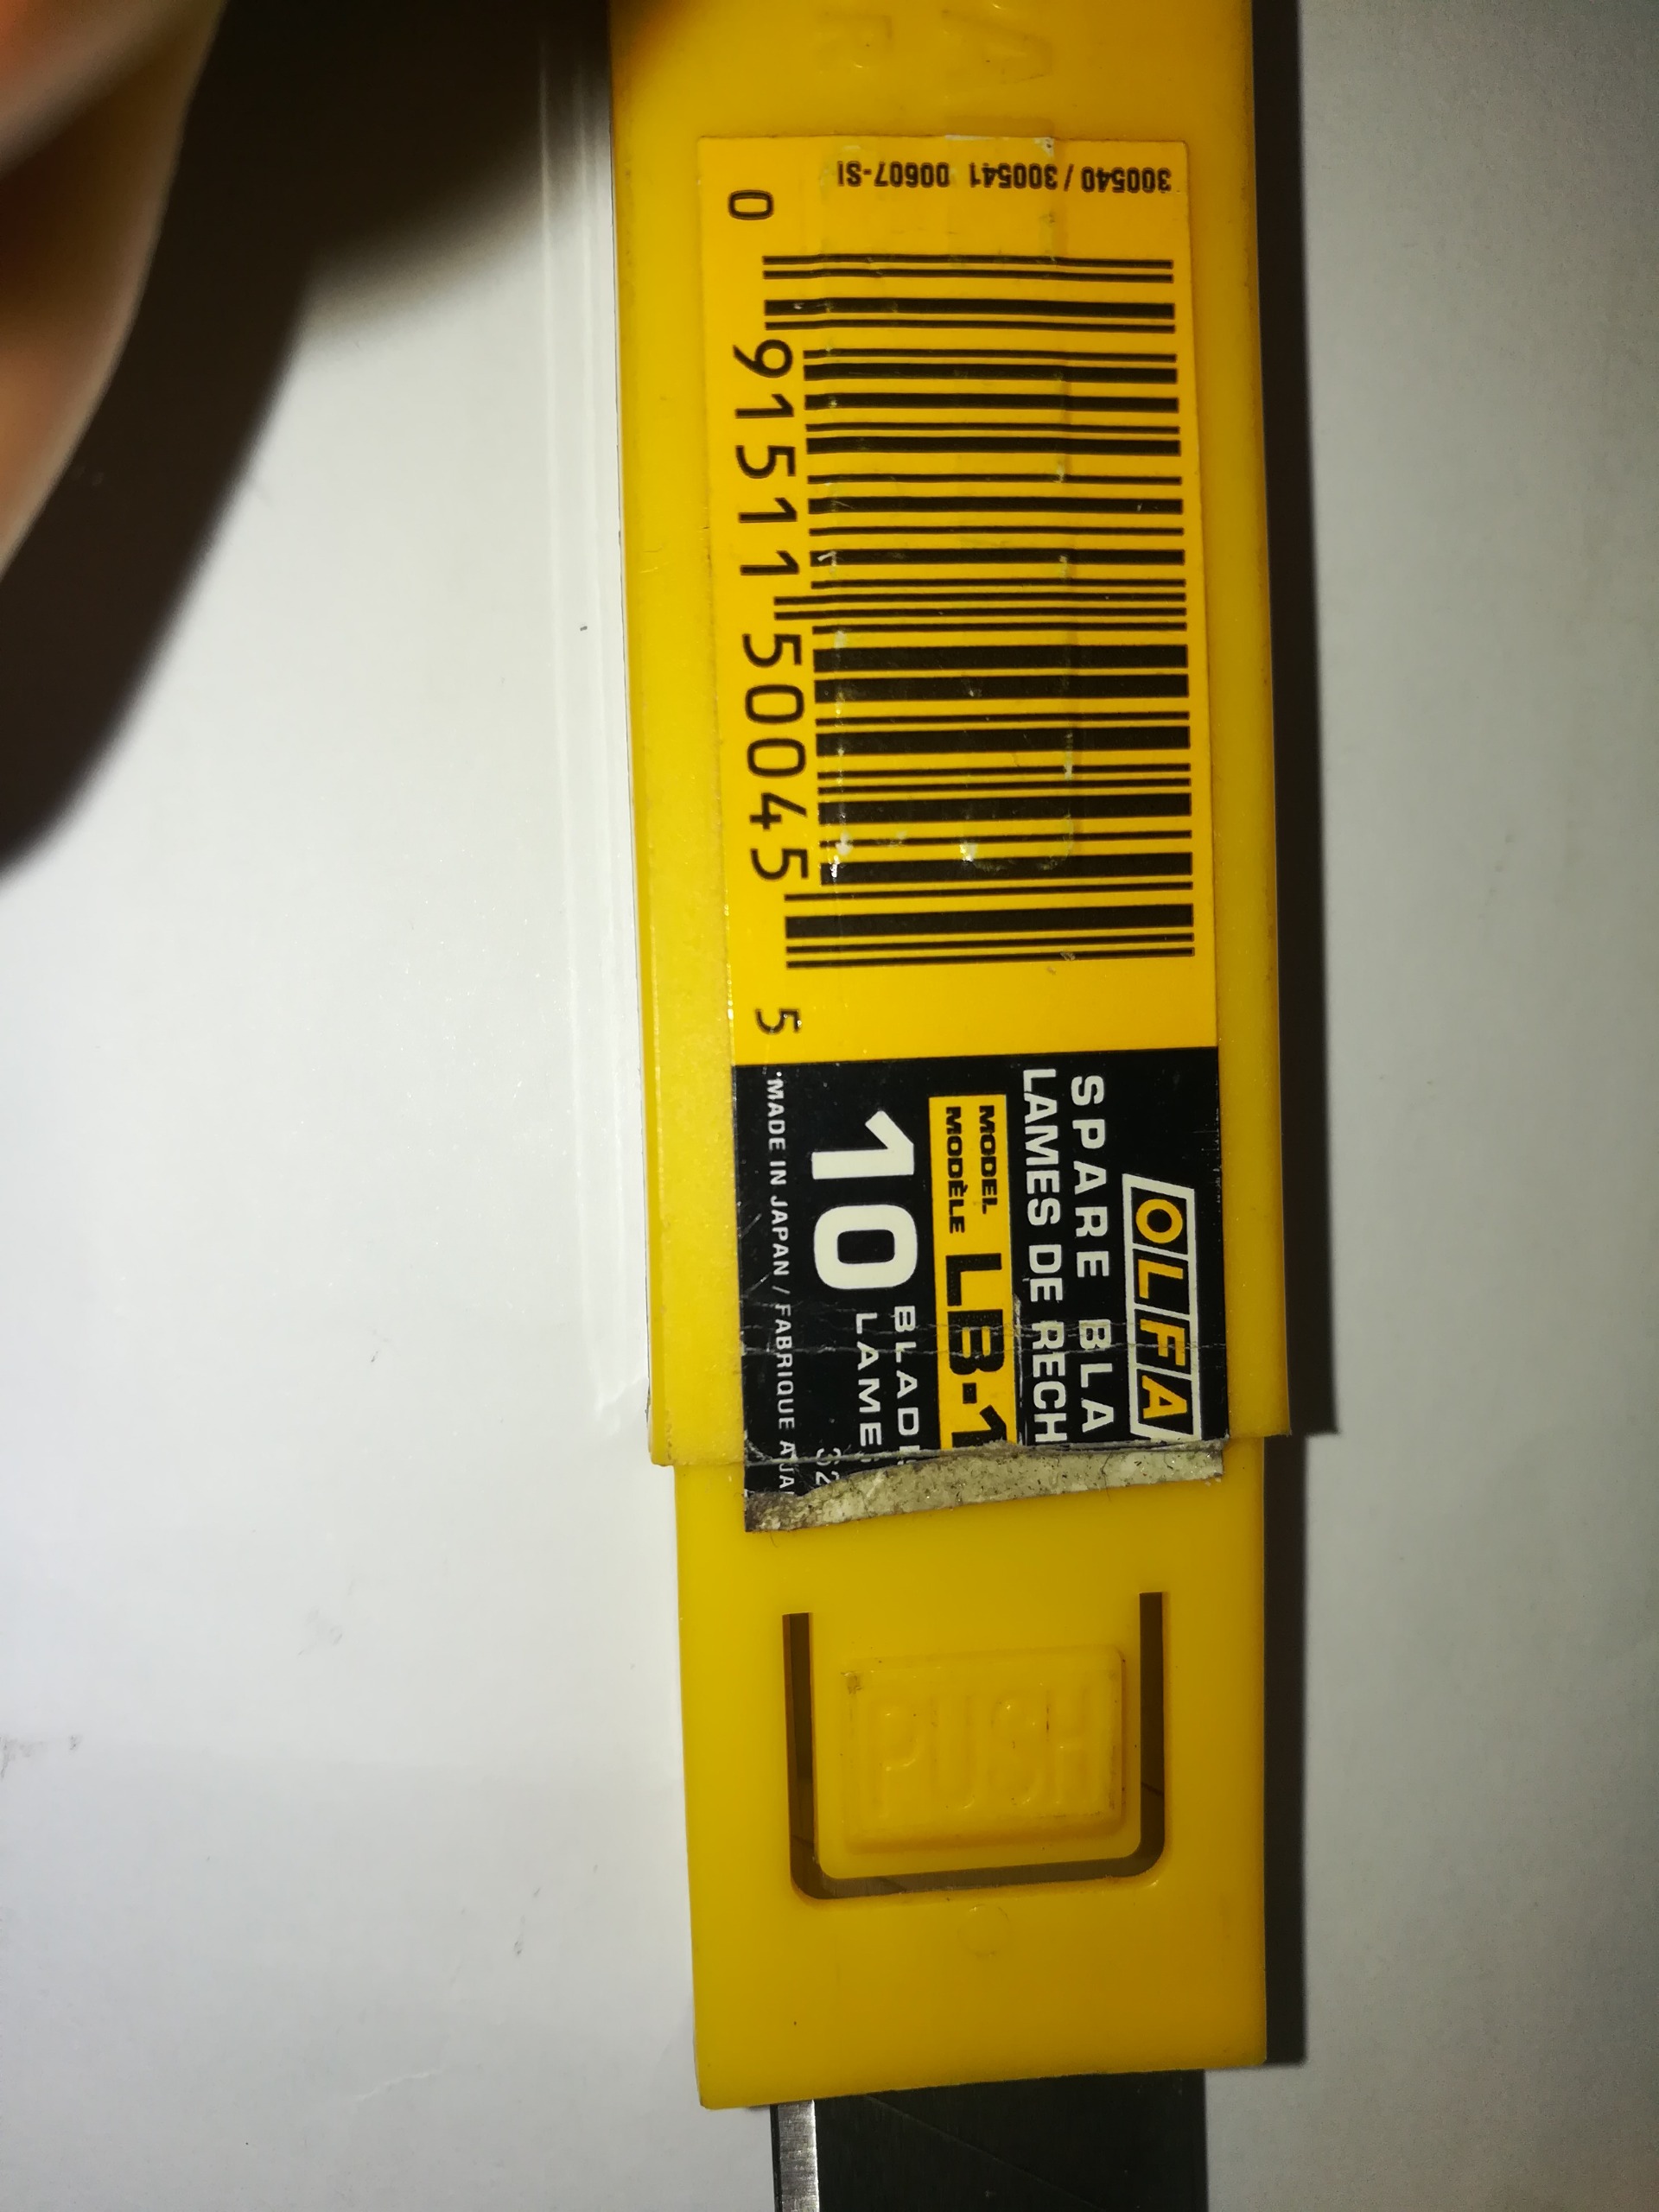 A
R
300540 / 300541 00607-SI
0 91511 50045 5
OLFA
SPARE BLA
LAMES DE RECH
MODEL
MODÈLE
LB-1
10
BLAD
LAME
32
MADE IN JAPAN / FABRIQUE A JA
PUSH